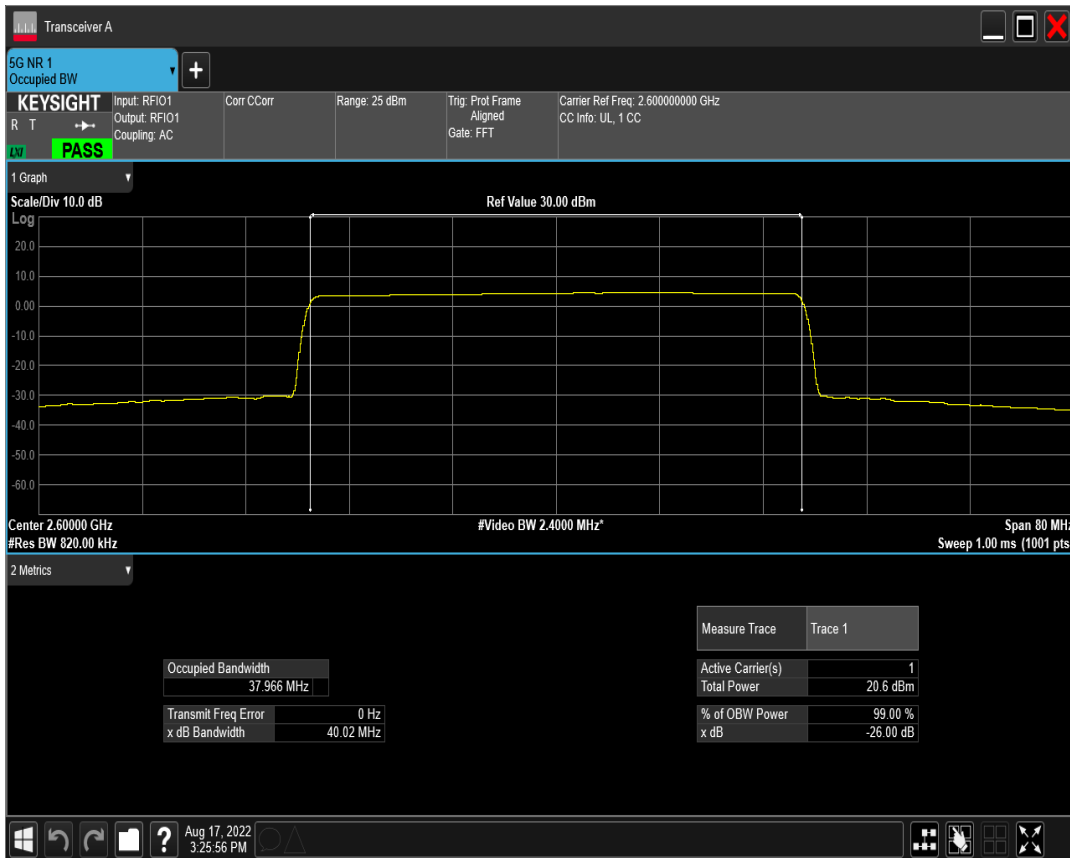 Transceiver A
5G NR 1
Occupied BW
+
KEYSIGHT
R T
LXI
PASS
Input: RFIO1
Output: RFIO1
Coupling: AC
Corr CCorr
Range: 25 dBm
Trig: Prot Frame
Aligned
Gate: FFT
Carrier Ref Freq: 2.600000000 GHz
CC Info: UL, 1 CC
1 Graph
Scale/Div 10.0 dB
Ref Value 30.00 dBm
Log
20.0
10.0
0.00
-10.0
-20.0
-30.0
-40.0
-50.0
-60.0
Center 2.60000 GHz
#Video BW 2.4000 MHz*
Span 80 MHz
#Res BW 820.00 kHz
Sweep 1.00 ms (1001 pts
2 Metrics
Measure Trace Trace 1
Occupied Bandwidth
37.966 MHz
Active Carrier(s) 1
Total Power 20.6 dBm
Transmit Freq Error 0 Hz
x dB Bandwidth 40.02 MHz
% of OBW Power 99.00 %
x dB -26.00 dB
?
Aug 17, 2022
3:25:56 PM